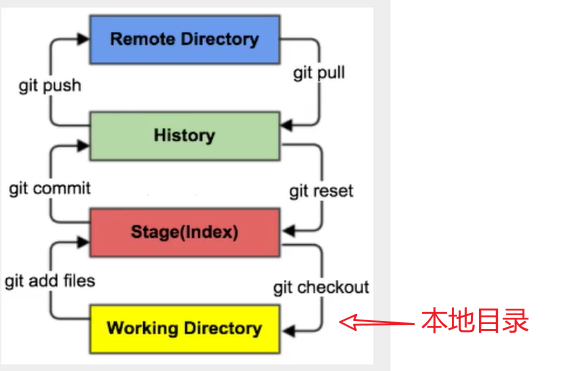 Remote Directory
git push
git pull
History
git commit
git reset
Stage(Index)
git add files
git checkout
Working Directory
本地目录